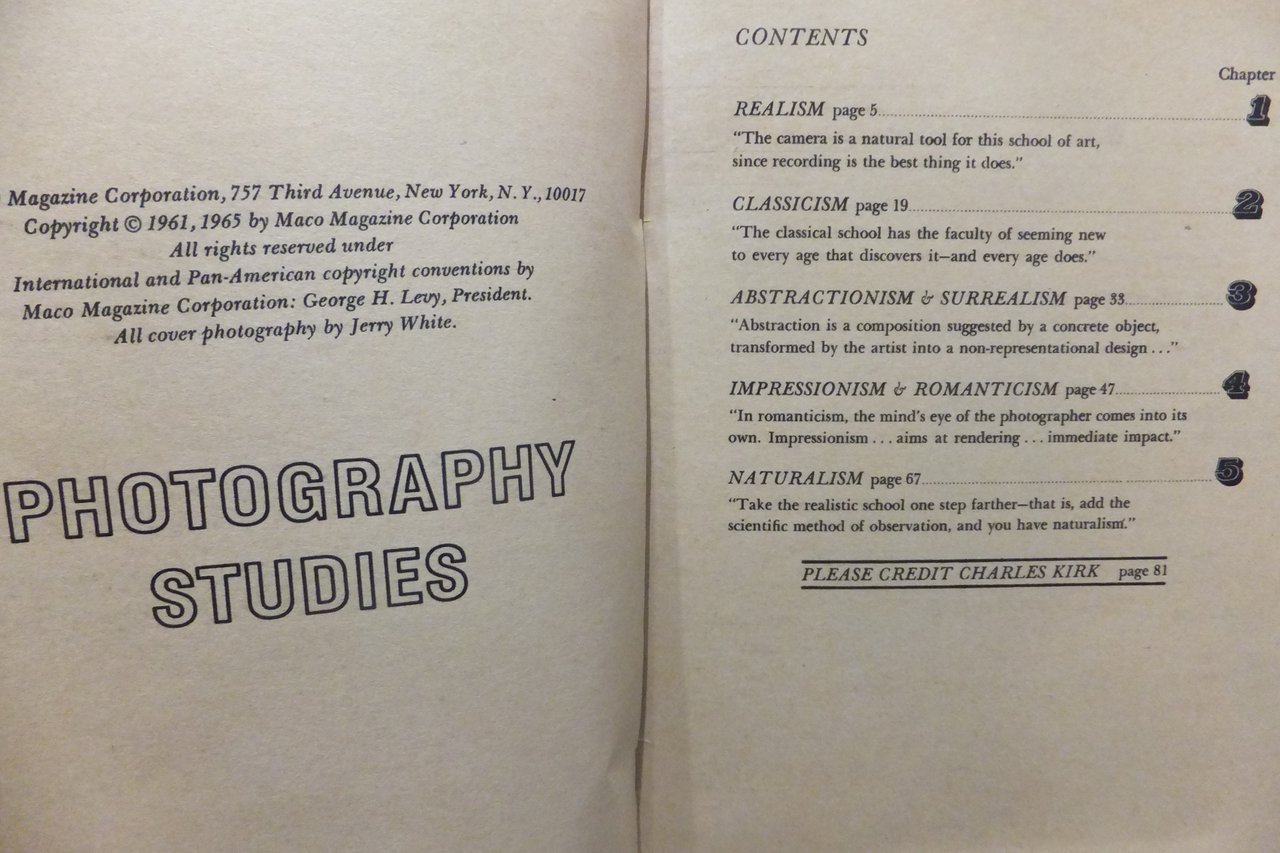 Magazine Corporation, 757 Third Avenue, New York, N. Y., 10017
Copyright © 1961, 1965 by Maco Magazine Corporation
All rights reserved under
International and Pan-American copyright conventions by
Maco Magazine Corporation: George H. Levy, President.
All cover photography by Jerry White.
PHOTOGRAPHY
STUDIES
CONTENTS
Chapter
REALISM page 5 1
“The camera is a natural tool for this school of art,
since recording is the best thing it does.”
CLASSICISM page 19 2
“The classical school has the faculty of seeming new
to every age that discovers it—and every age does.”
ABSTRACTIONISM & SURREALISM page 33 3
“Abstraction is a composition suggested by a concrete object,
transformed by the artist into a non-representational design . . .”
IMPRESSIONISM & ROMANTICISM page 47 4
“In romanticism, the mind’s eye of the photographer comes into its
own. Impressionism . . . aims at rendering . . . immediate impact.”
NATURALISM page 67 5
“Take the realistic school one step farther—that is, add the
scientific method of observation, and you have naturalism.”
PLEASE CREDIT CHARLES KIRK page 81